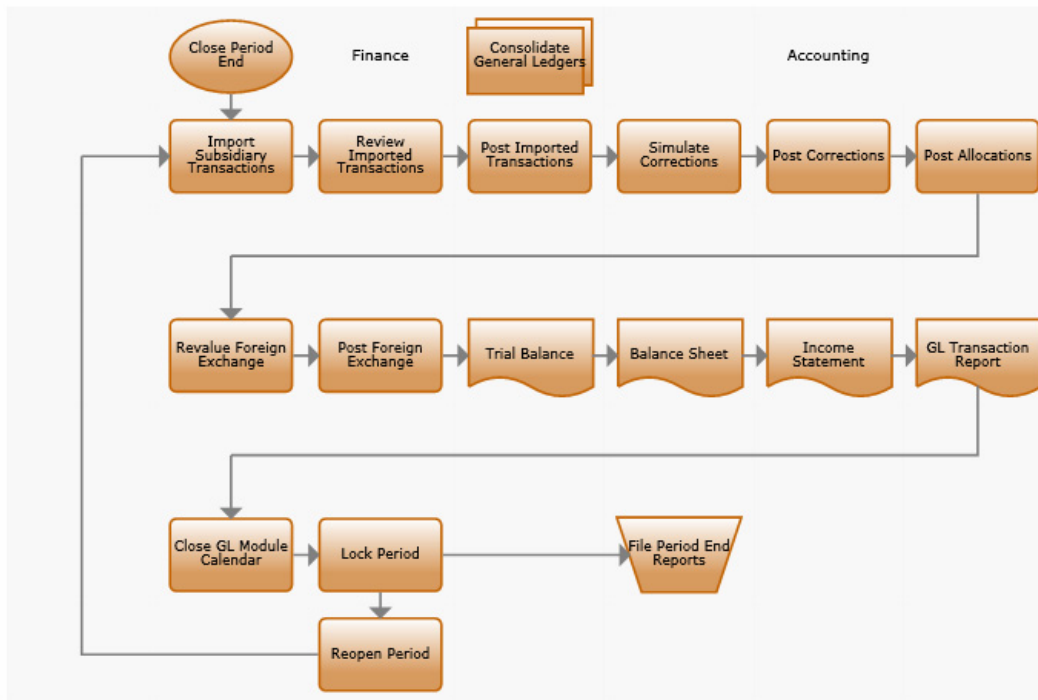 Close Period
End
Finance
Consolidate
General Ledgers
Accounting
Import
Subsidiary
Transactions
Review
Imported
Transactions
Post Imported
Transactions
Simulate
Corrections
Post Corrections
Post Allocations
Revalue Foreign
Exchange
Post Foreign
Exchange
Trial Balance
Balance Sheet
Income
Statement
GL Transaction
Report
Close GL Module
Calendar
Lock Period
File Period End
Reports
Reopen Period